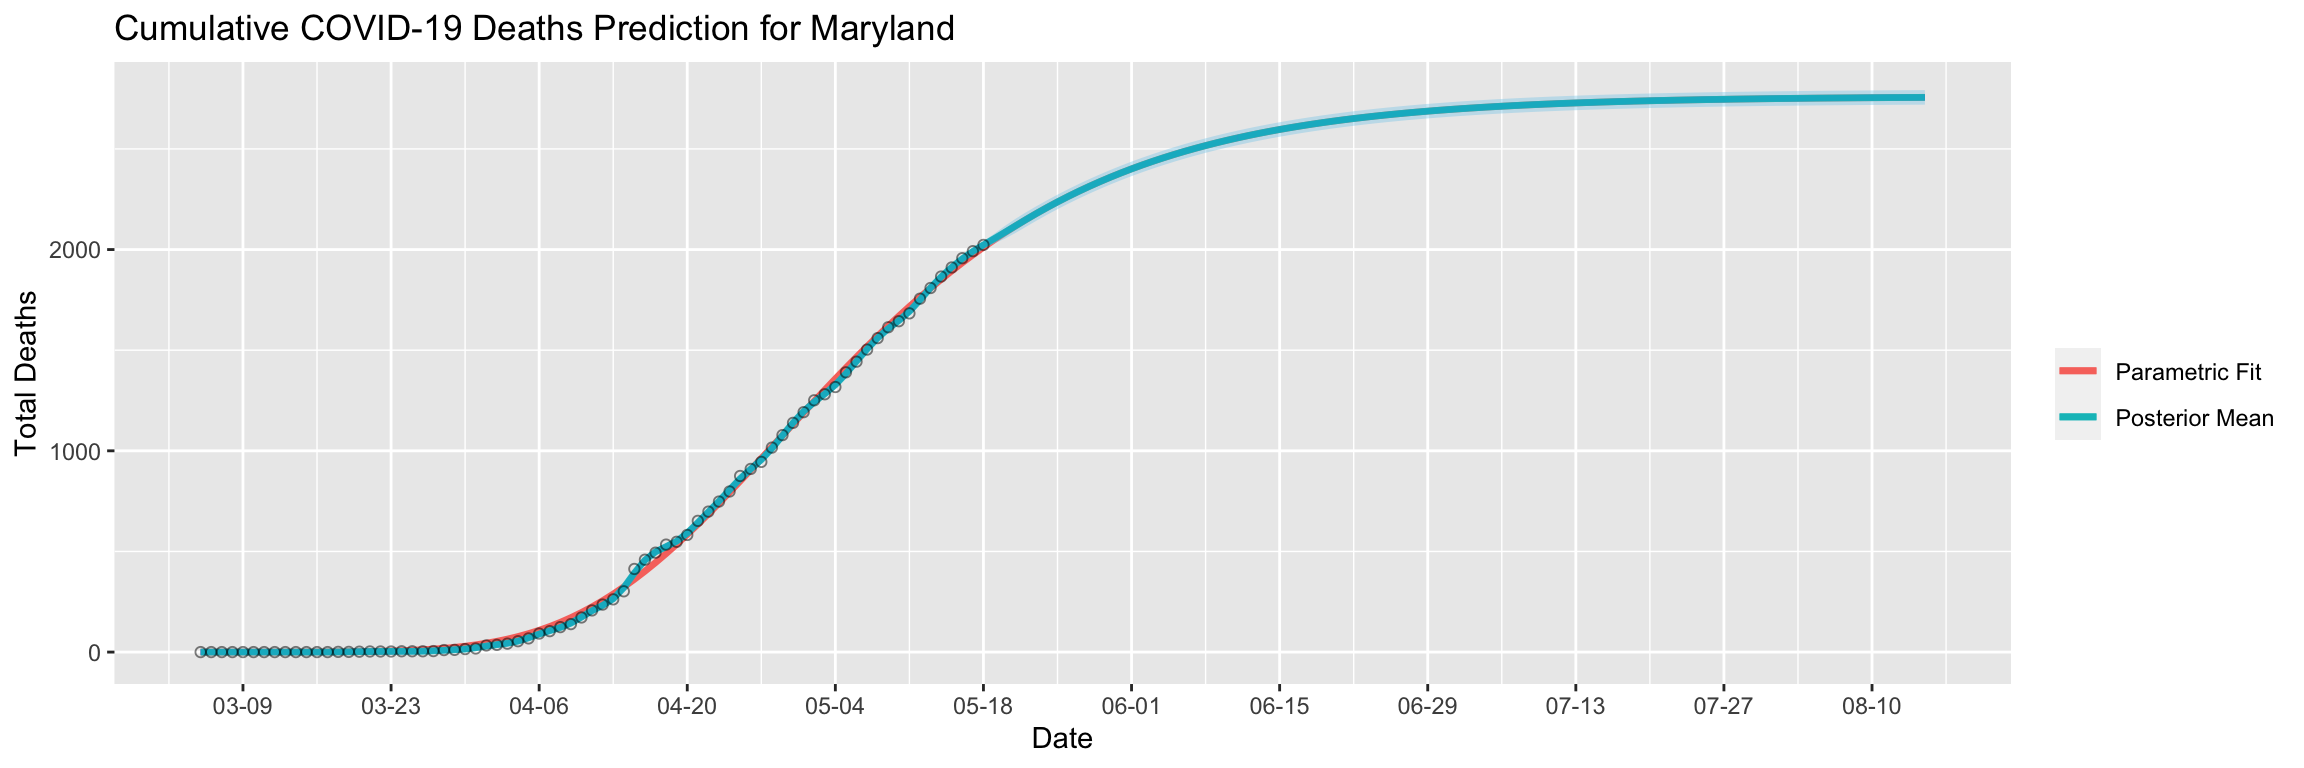 Cumulative COVID-19 Deaths Prediction for Maryland
Total Deaths
2000
1000
0
03-09 03-23 04-06 04-20 05-04 05-18 06-01 06-15 06-29 07-13 07-27 08-10
Date
Parametric Fit
Posterior Mean